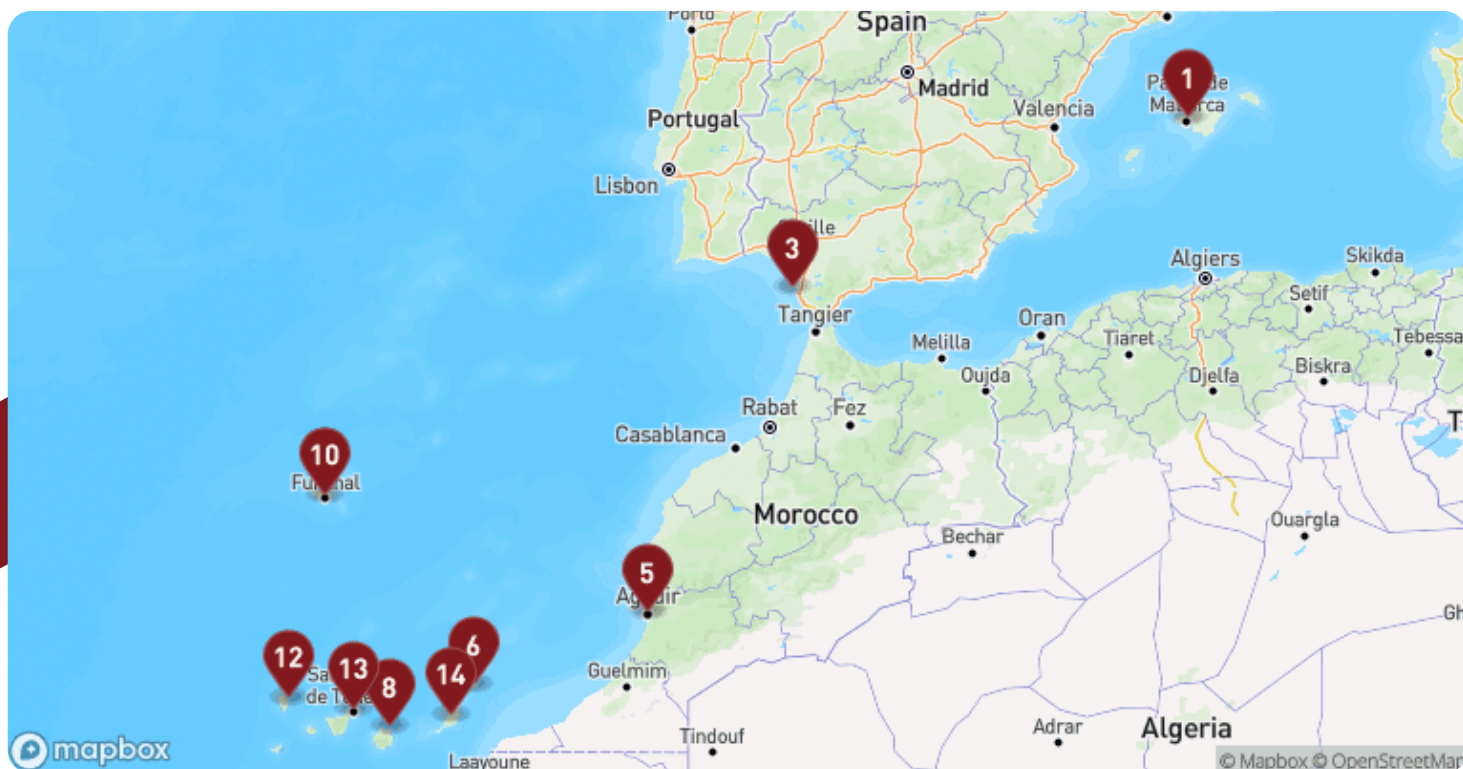 Porto
Spain
Madrid
1
Valencia
Portugal
Lisbon
3
Algiers
Skikda
Setif
Tangier
Oran
Melilla
Tiaret
Tebessa
Oujda
Djelfa
Biskra
Rabat
Fez
Casablanca
10
Morocco
Ouargla
Bechar
5
6
12
13
14
8
Guelmim
Tindouf
Adrar
Algeria
Laayoune
mapbox
© Mapbox © OpenStreetMap